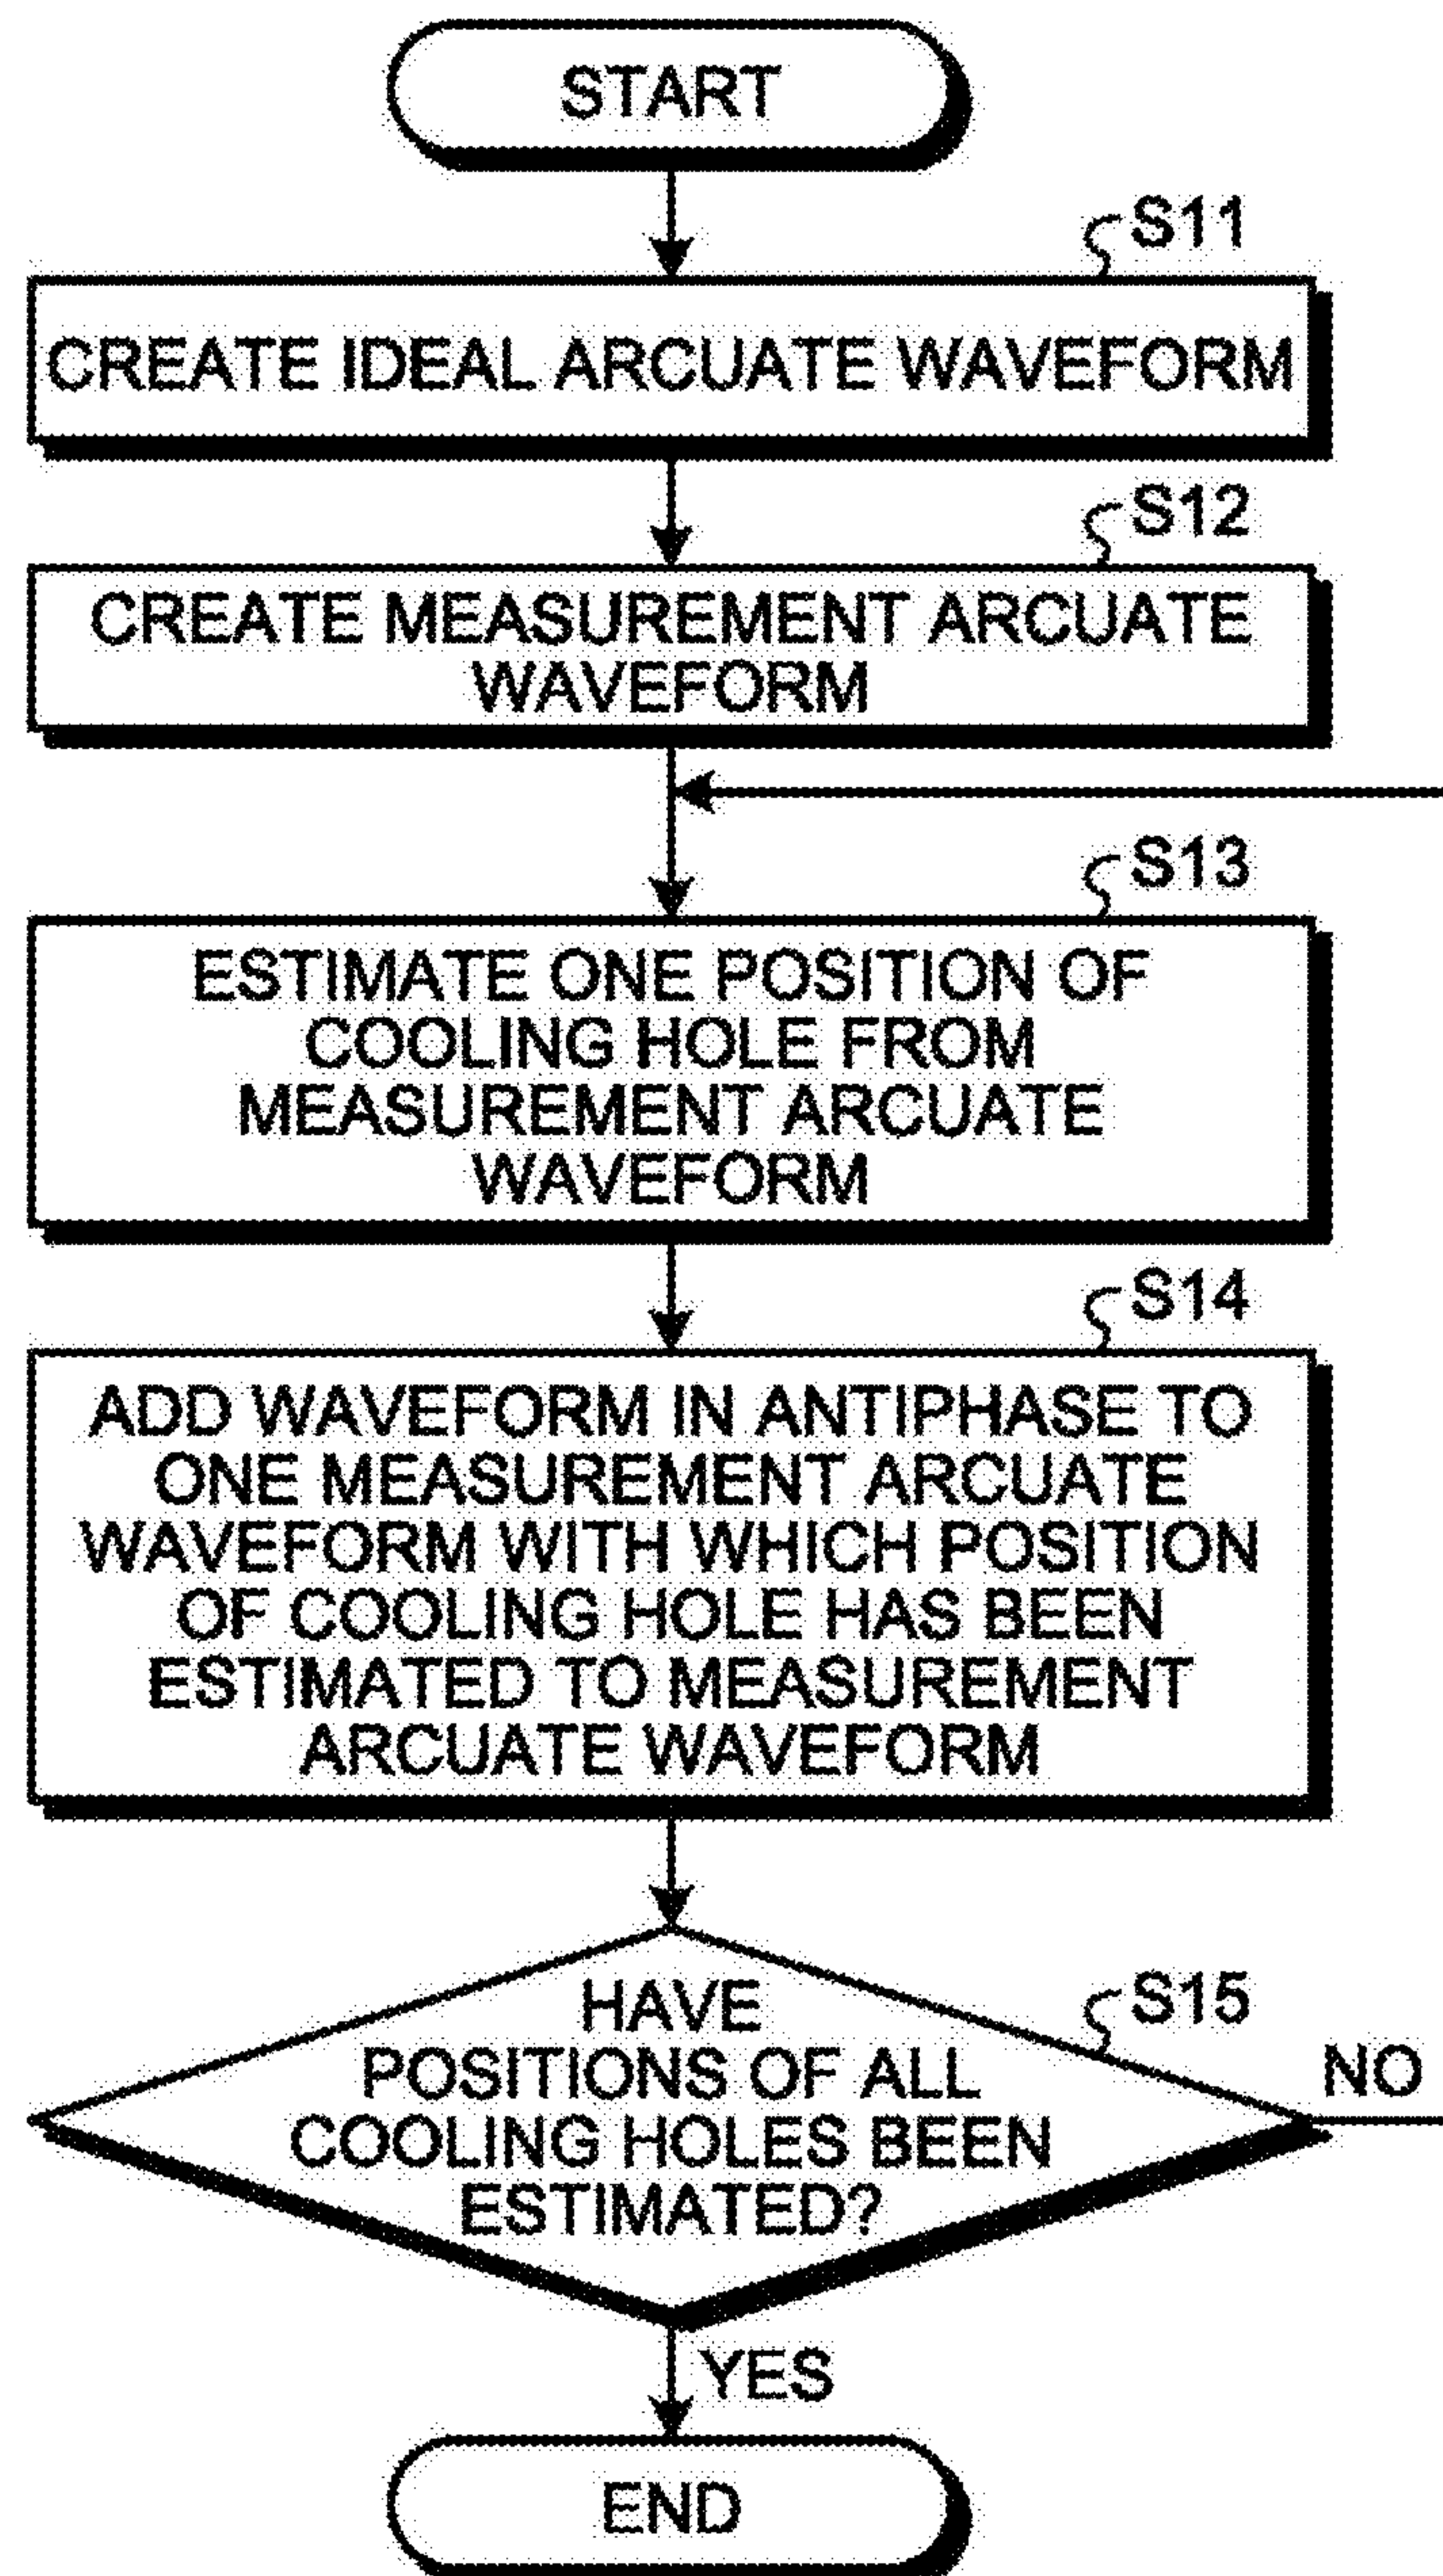 START
S11
CREATE IDEAL ARCUATE WAVEFORM
S12
CREATE MEASUREMENT ARCUATE
WAVEFORM
S13
ESTIMATE ONE POSITION OF
COOLING HOLE FROM
MEASUREMENT ARCUATE
WAVEFORM
S14
ADD WAVEFORM IN ANTIPHASE TO
ONE MEASUREMENT ARCUATE
WAVEFORM WITH WHICH POSITION
OF COOLING HOLE HAS BEEN
ESTIMATED TO MEASUREMENT
ARCUATE WAVEFORM
S15
HAVE
POSITIONS OF ALL
COOLING HOLES BEEN
ESTIMATED?
NO
YES
END